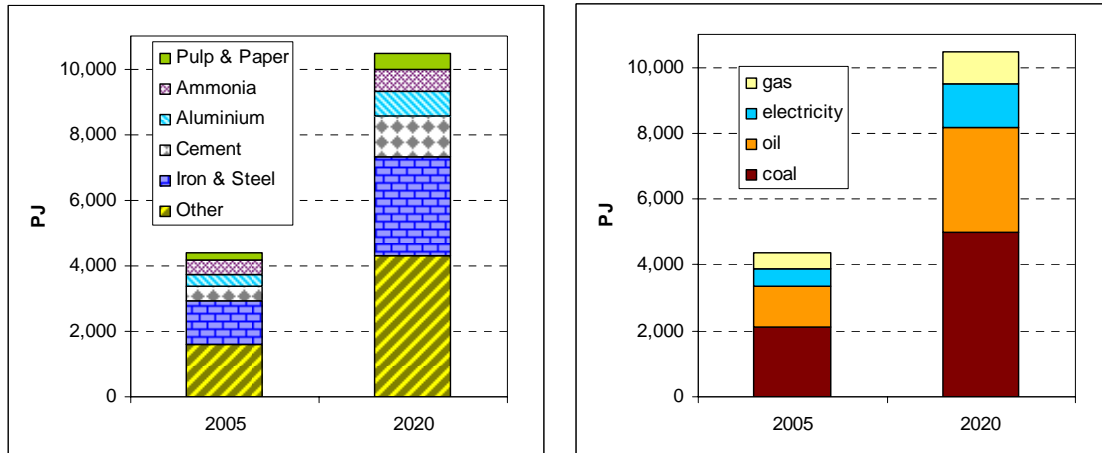 PJ
10,000
8,000
6,000
4,000
2,000
0
Pulp & Paper
Ammonia
Aluminium
Cement
Iron & Steel
Other
2005
2020
PJ
10,000
8,000
6,000
4,000
2,000
0
gas
electricity
oil
coal
2005
2020